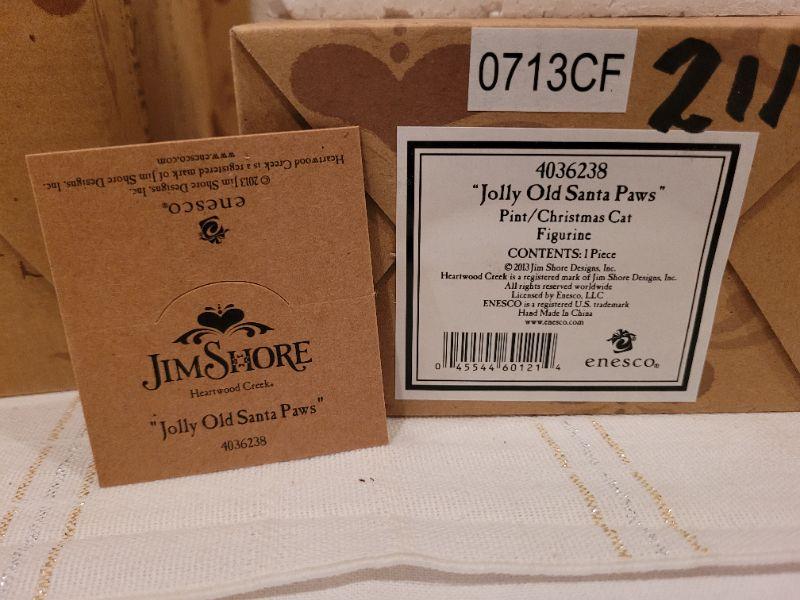 www.enesco.com
Heartwood Creek is a registered mark of Jim Shore Designs, Inc.
© 2013 Jim Shore Designs, Inc.
enesco®
JIM SHORE
Heartwood Creek®
"Jolly Old Santa Paws"
4036238
0713CF
211
4036238
"Jolly Old Santa Paws"
Pint/Christmas Cat
Figurine
CONTENTS: 1 Piece
© 2013 Jim Shore Designs, Inc.
Heartwood Creek is a registered mark of Jim Shore Designs, Inc.
All rights reserved worldwide
Licensed by Enesco, LLC
ENESCO is a registered U.S. trademark
Hand Made In China
www.enesco.com
0 45544 60121 4
enesco®